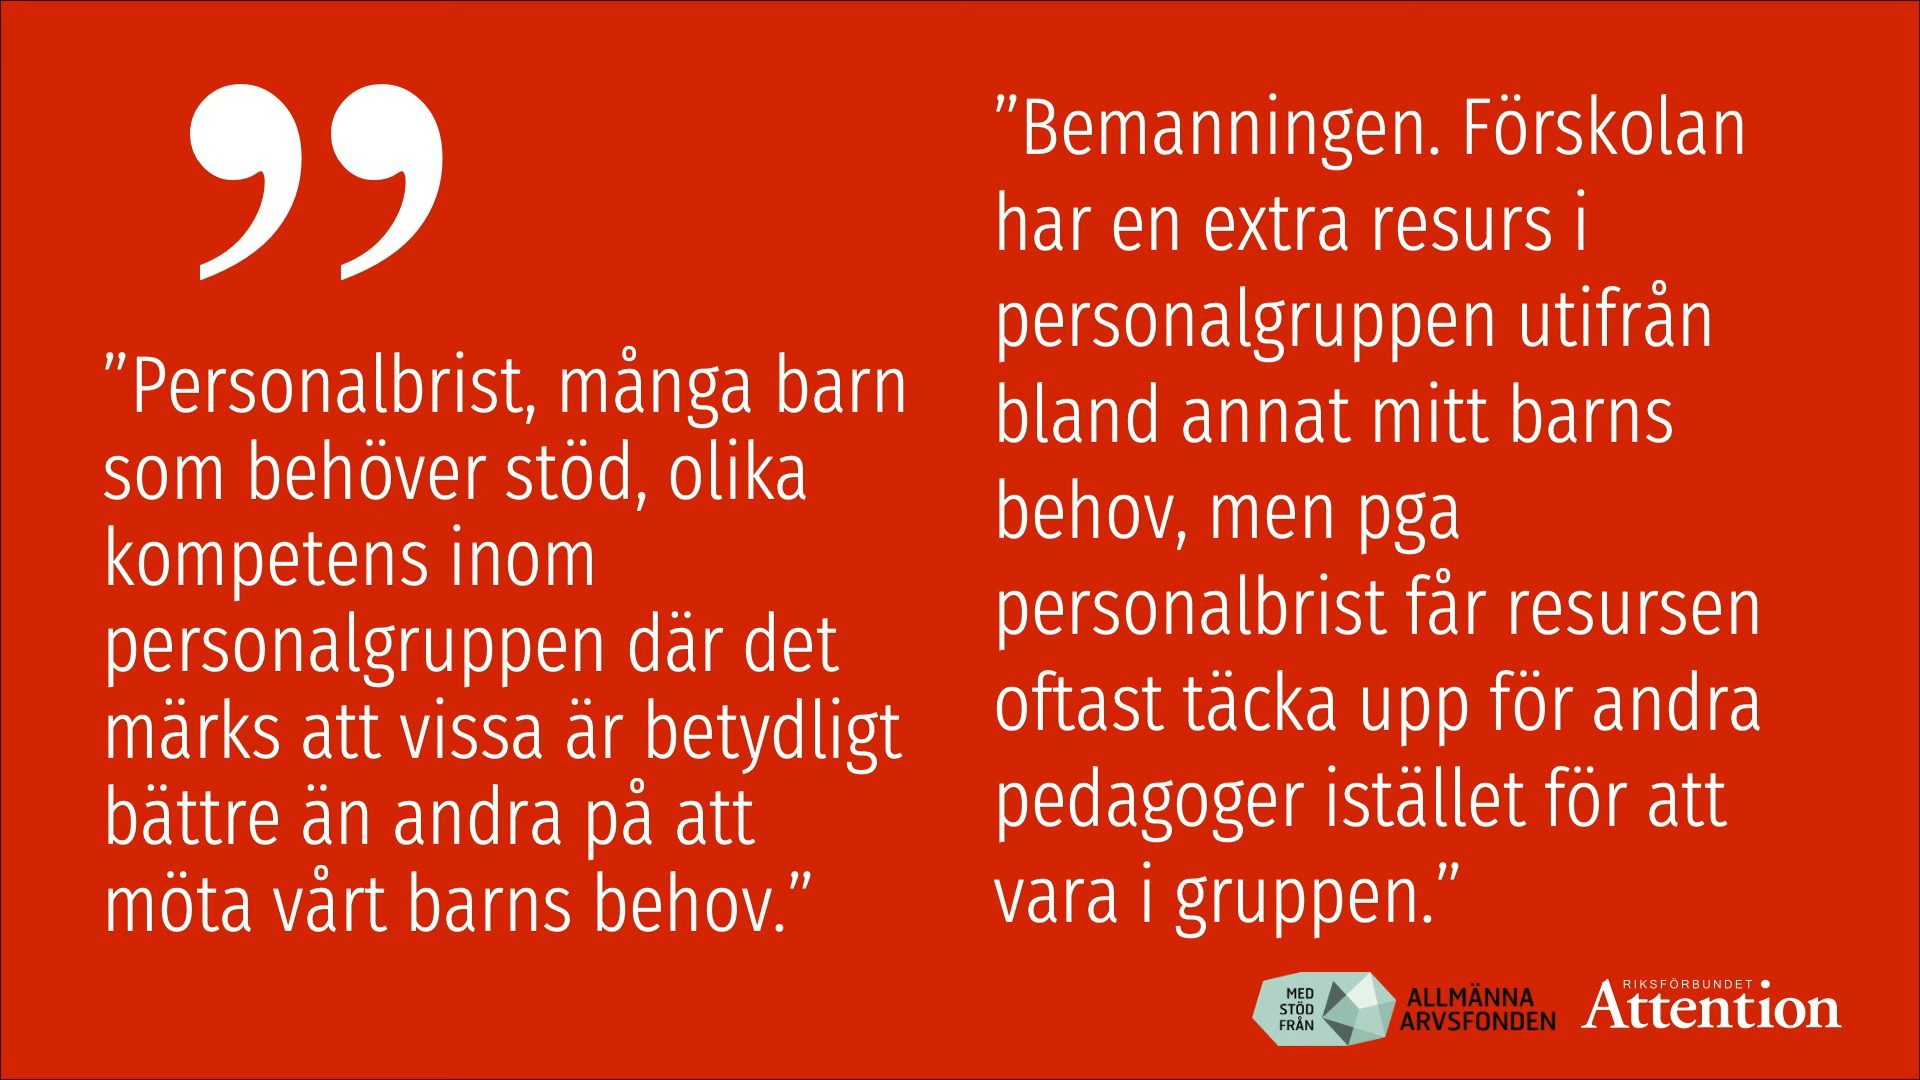 ”
”Personalbrist, många barn
som behöver stöd, olika
kompetens inom
personalgruppen där det
märks att vissa är betydligt
bättre än andra på att
möta vårt barns behov.”
”Bemanningen. Förskolan
har en extra resurs i
personalgruppen utifrån
bland annat mitt barns
behov, men pga
personalbrist får resursen
oftast täcka upp för andra
pedagoger istället för att
vara i gruppen.”
MED
STÖD
FRÅN
ALLMÄNNA
ARVSFONDEN
RIKSFÖRBUNDET
Attention